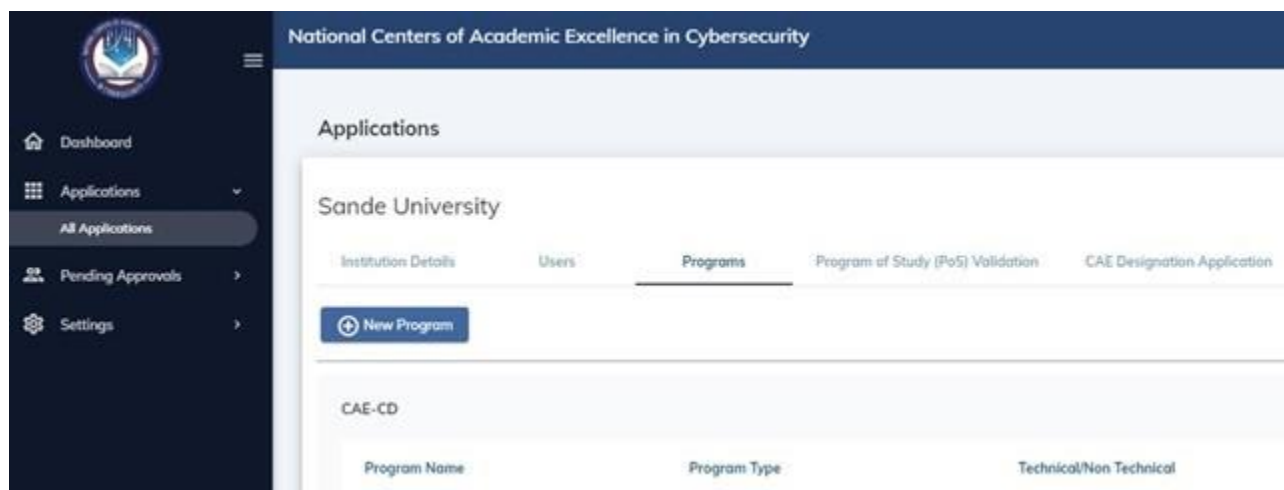 National Centers of Academic Excellence in Cybersecurity
Dashboard
Applications
All Applications
Pending Approvals
Settings
Applications
Sande University
Institution Details Users Programs Program of Study (PoS) Validation CAE Designation Application
New Program
CAE-CD
Program Name Program Type Technical/Non Technical